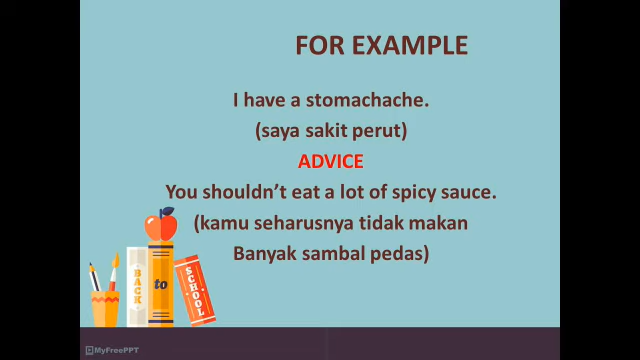 FOR EXAMPLE
I have a stomachache.
(saya sakit perut)
ADVICE
You shouldn't eat a lot of spicy sauce.
(kamu seharusnya tidak makan
Banyak sambal pedas)
BACK
to
SCHOOL
MyFreePPT